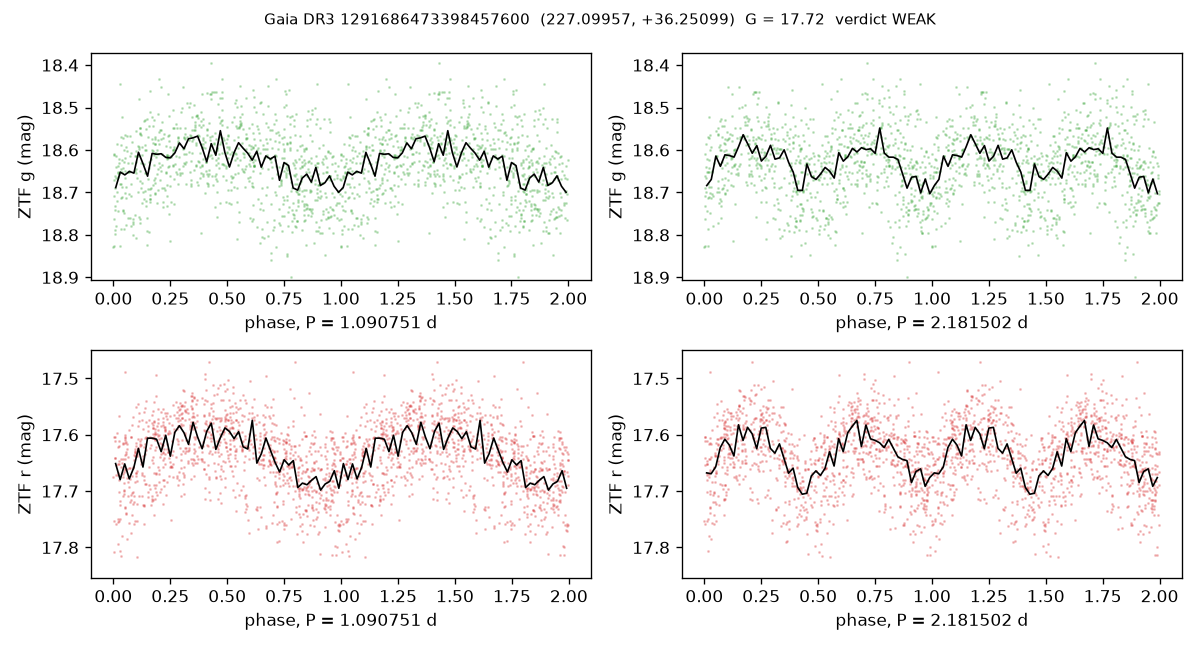 Gaia DR3 1291686473398457600  (227.09957, +36.25099)  G = 17.72  verdict WEAK
ZTF g (mag)
18.4
18.5
18.6
18.7
18.8
18.9
0.00 0.25 0.50 0.75 1.00 1.25 1.50 1.75 2.00
phase, P = 1.090751 d
ZTF g (mag)
18.4
18.5
18.6
18.7
18.8
18.9
0.00 0.25 0.50 0.75 1.00 1.25 1.50 1.75 2.00
phase, P = 2.181502 d
ZTF r (mag)
17.5
17.6
17.7
17.8
0.00 0.25 0.50 0.75 1.00 1.25 1.50 1.75 2.00
phase, P = 1.090751 d
ZTF r (mag)
17.5
17.6
17.7
17.8
0.00 0.25 0.50 0.75 1.00 1.25 1.50 1.75 2.00
phase, P = 2.181502 d